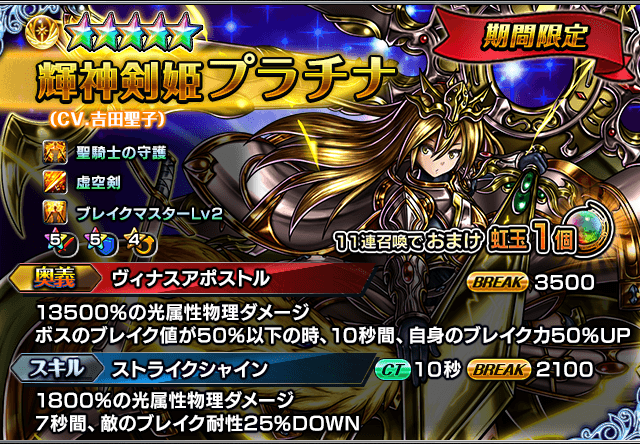 期間限定
輝神剣姫プラチナ
(CV.吉田聖子)
聖騎士の守護
虚空剣
ブレイクマスターLv2
5 5 4
11連召喚でおまけ 虹玉1個
奥義 ヴィナスアポストル BREAK 3500
13500%の光属性物理ダメージ
ボスのブレイク値が50%以下の時、10秒間、自身のブレイク力50%UP
スキル ストライクシャイン CT 10秒 BREAK 2100
1800%の光属性物理ダメージ
7秒間、敵のブレイク耐性25%DOWN